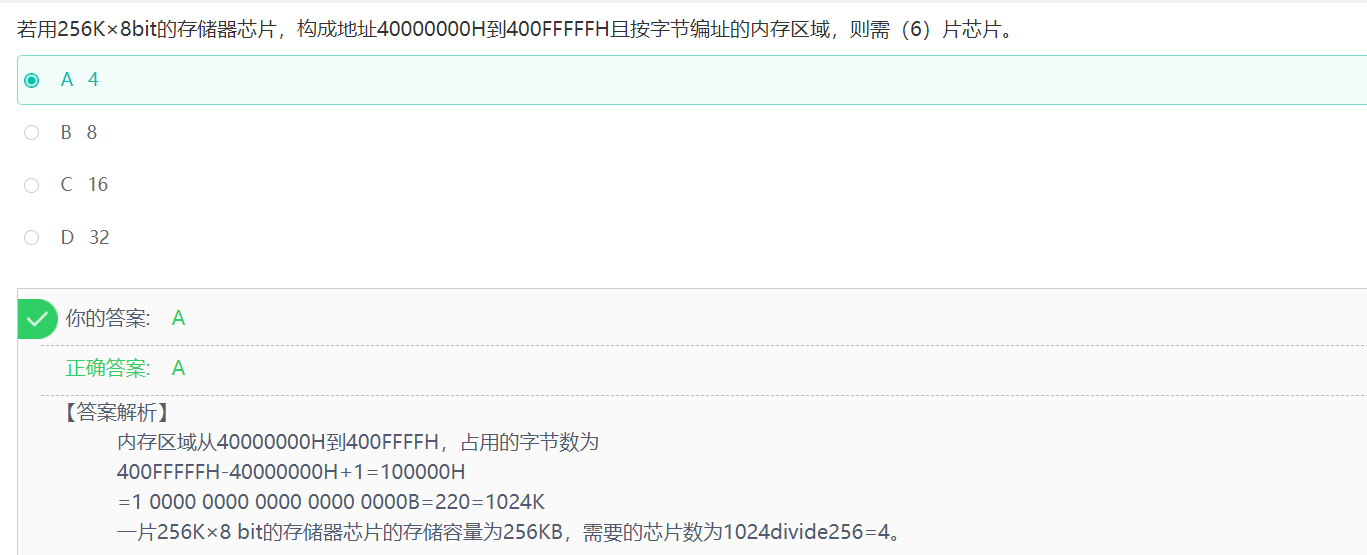 若用256K×8bit的存储器芯片，构成地址40000000H到400FFFFFH且按字节编址的内存区域，则需（6）片芯片。
A 4
B 8
C 16
D 32
你的答案: A
正确答案: A
【答案解析】
内存区域从40000000H到400FFFFH，占用的字节数为
400FFFFFH-40000000H+1=100000H
=1 0000 0000 0000 0000 0000B=220=1024K
一片256K×8 bit的存储器芯片的存储容量为256KB，需要的芯片数为1024divide256=4。